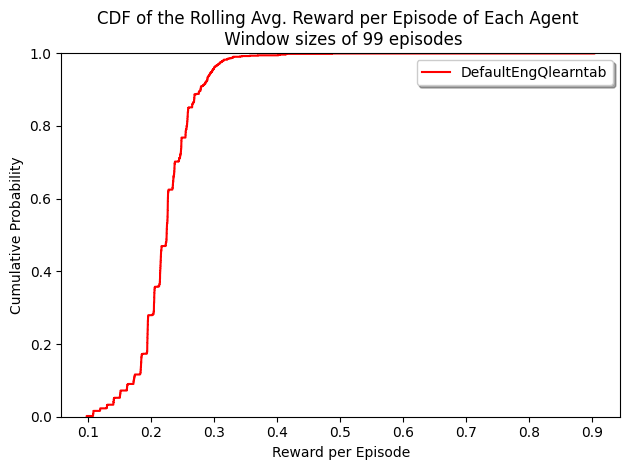 CDF of the Rolling Avg. Reward per Episode of Each Agent
Window sizes of 99 episodes
DefaultEngQlearntab
Cumulative Probability
1.0
0.8
0.6
0.4
0.2
0.0
0.1 0.2 0.3 0.4 0.5 0.6 0.7 0.8 0.9
Reward per Episode